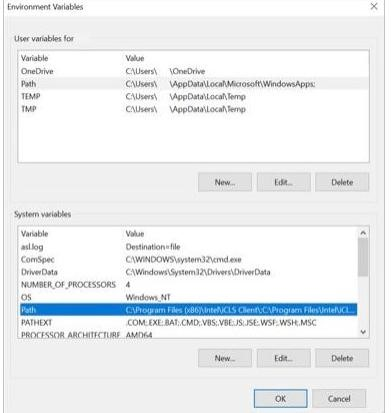 Environment Variables
User variables for
Variable Value
OneDrive C:\Users\ \OneDrive
Path C:\Users\ \AppData\Local\Microsoft\WindowsApps;
TEMP C:\Users\ \AppData\Local\Temp
TMP C:\Users\ \AppData\Local\Temp
New... Edit... Delete
System variables
Variable Value
asl.log Destination=file
ComSpec C:\WINDOWS\system32\cmd.exe
DriverData C:\Windows\System32\Drivers\DriverData
NUMBER_OF_PROCESSORS 4
OS Windows_NT
Path C:\Program Files (x86)\Intel\iCLS Client\;C:\Program Files\Intel\iCL...
PATHEXT .COM;.EXE;.BAT;.CMD;.VBS;.VBE;.JS;.JSE;.WSF;.WSH;.MSC
PROCESSOR_ARCHITECTURE AMD64
New... Edit... Delete
OK Cancel